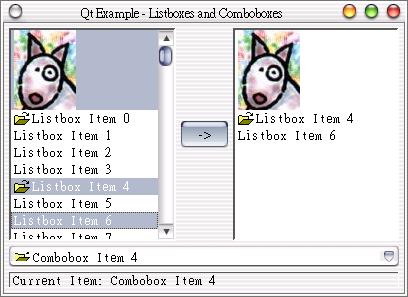 Qt Example - Listboxes and Comboboxes
Listbox Item 0
Listbox Item 1
Listbox Item 2
Listbox Item 3
Listbox Item 4
Listbox Item 5
Listbox Item 6
Listbox Item 7
->
Listbox Item 4
Listbox Item 6
Combobox Item 4
Current Item: Combobox Item 4